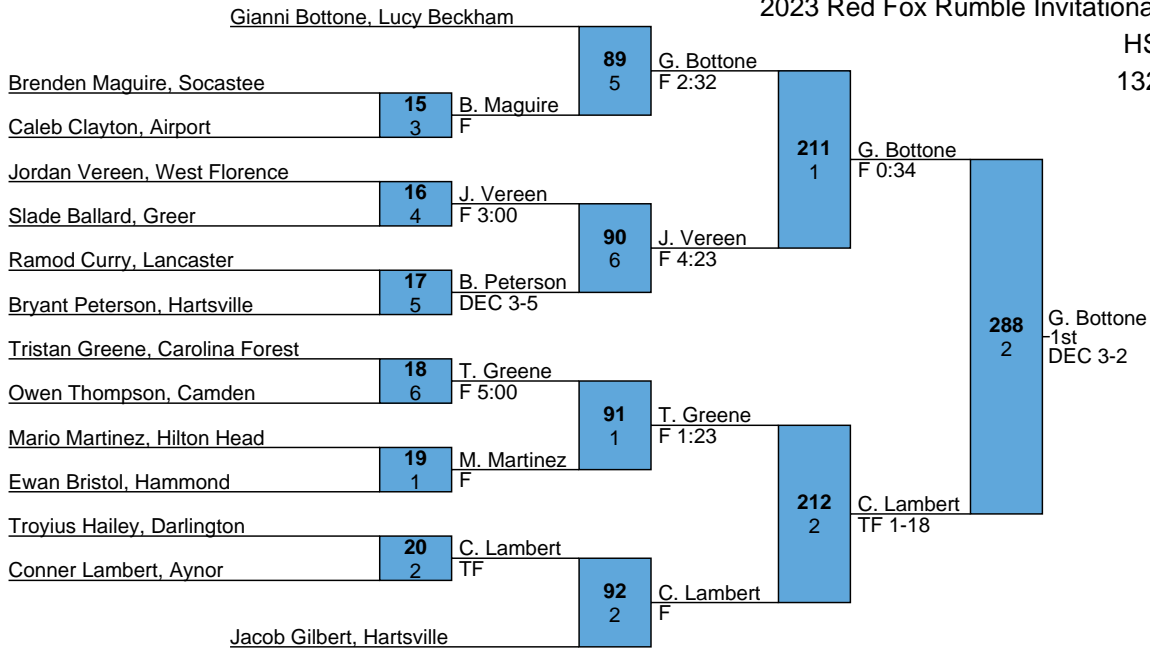 2023 Red Fox Rumble Invitationa
HS
132
Gianni Bottone, Lucy Beckham
89
5
G. Bottone
F 2:32
Brenden Maguire, Socastee
15
3
B. Maguire
F
Caleb Clayton, Airport
211
1
G. Bottone
F 0:34
Jordan Vereen, West Florence
16
4
J. Vereen
F 3:00
Slade Ballard, Greer
90
6
J. Vereen
F 4:23
Ramod Curry, Lancaster
17
5
B. Peterson
DEC 3-5
Bryant Peterson, Hartsville
288
2
G. Bottone
1st
DEC 3-2
Tristan Greene, Carolina Forest
18
6
T. Greene
F 5:00
Owen Thompson, Camden
91
1
T. Greene
F 1:23
Mario Martinez, Hilton Head
19
1
M. Martinez
F
Ewan Bristol, Hammond
212
2
C. Lambert
TF 1-18
Troyius Hailey, Darlington
20
2
C. Lambert
TF
Conner Lambert, Aynor
92
2
C. Lambert
F
Jacob Gilbert, Hartsville